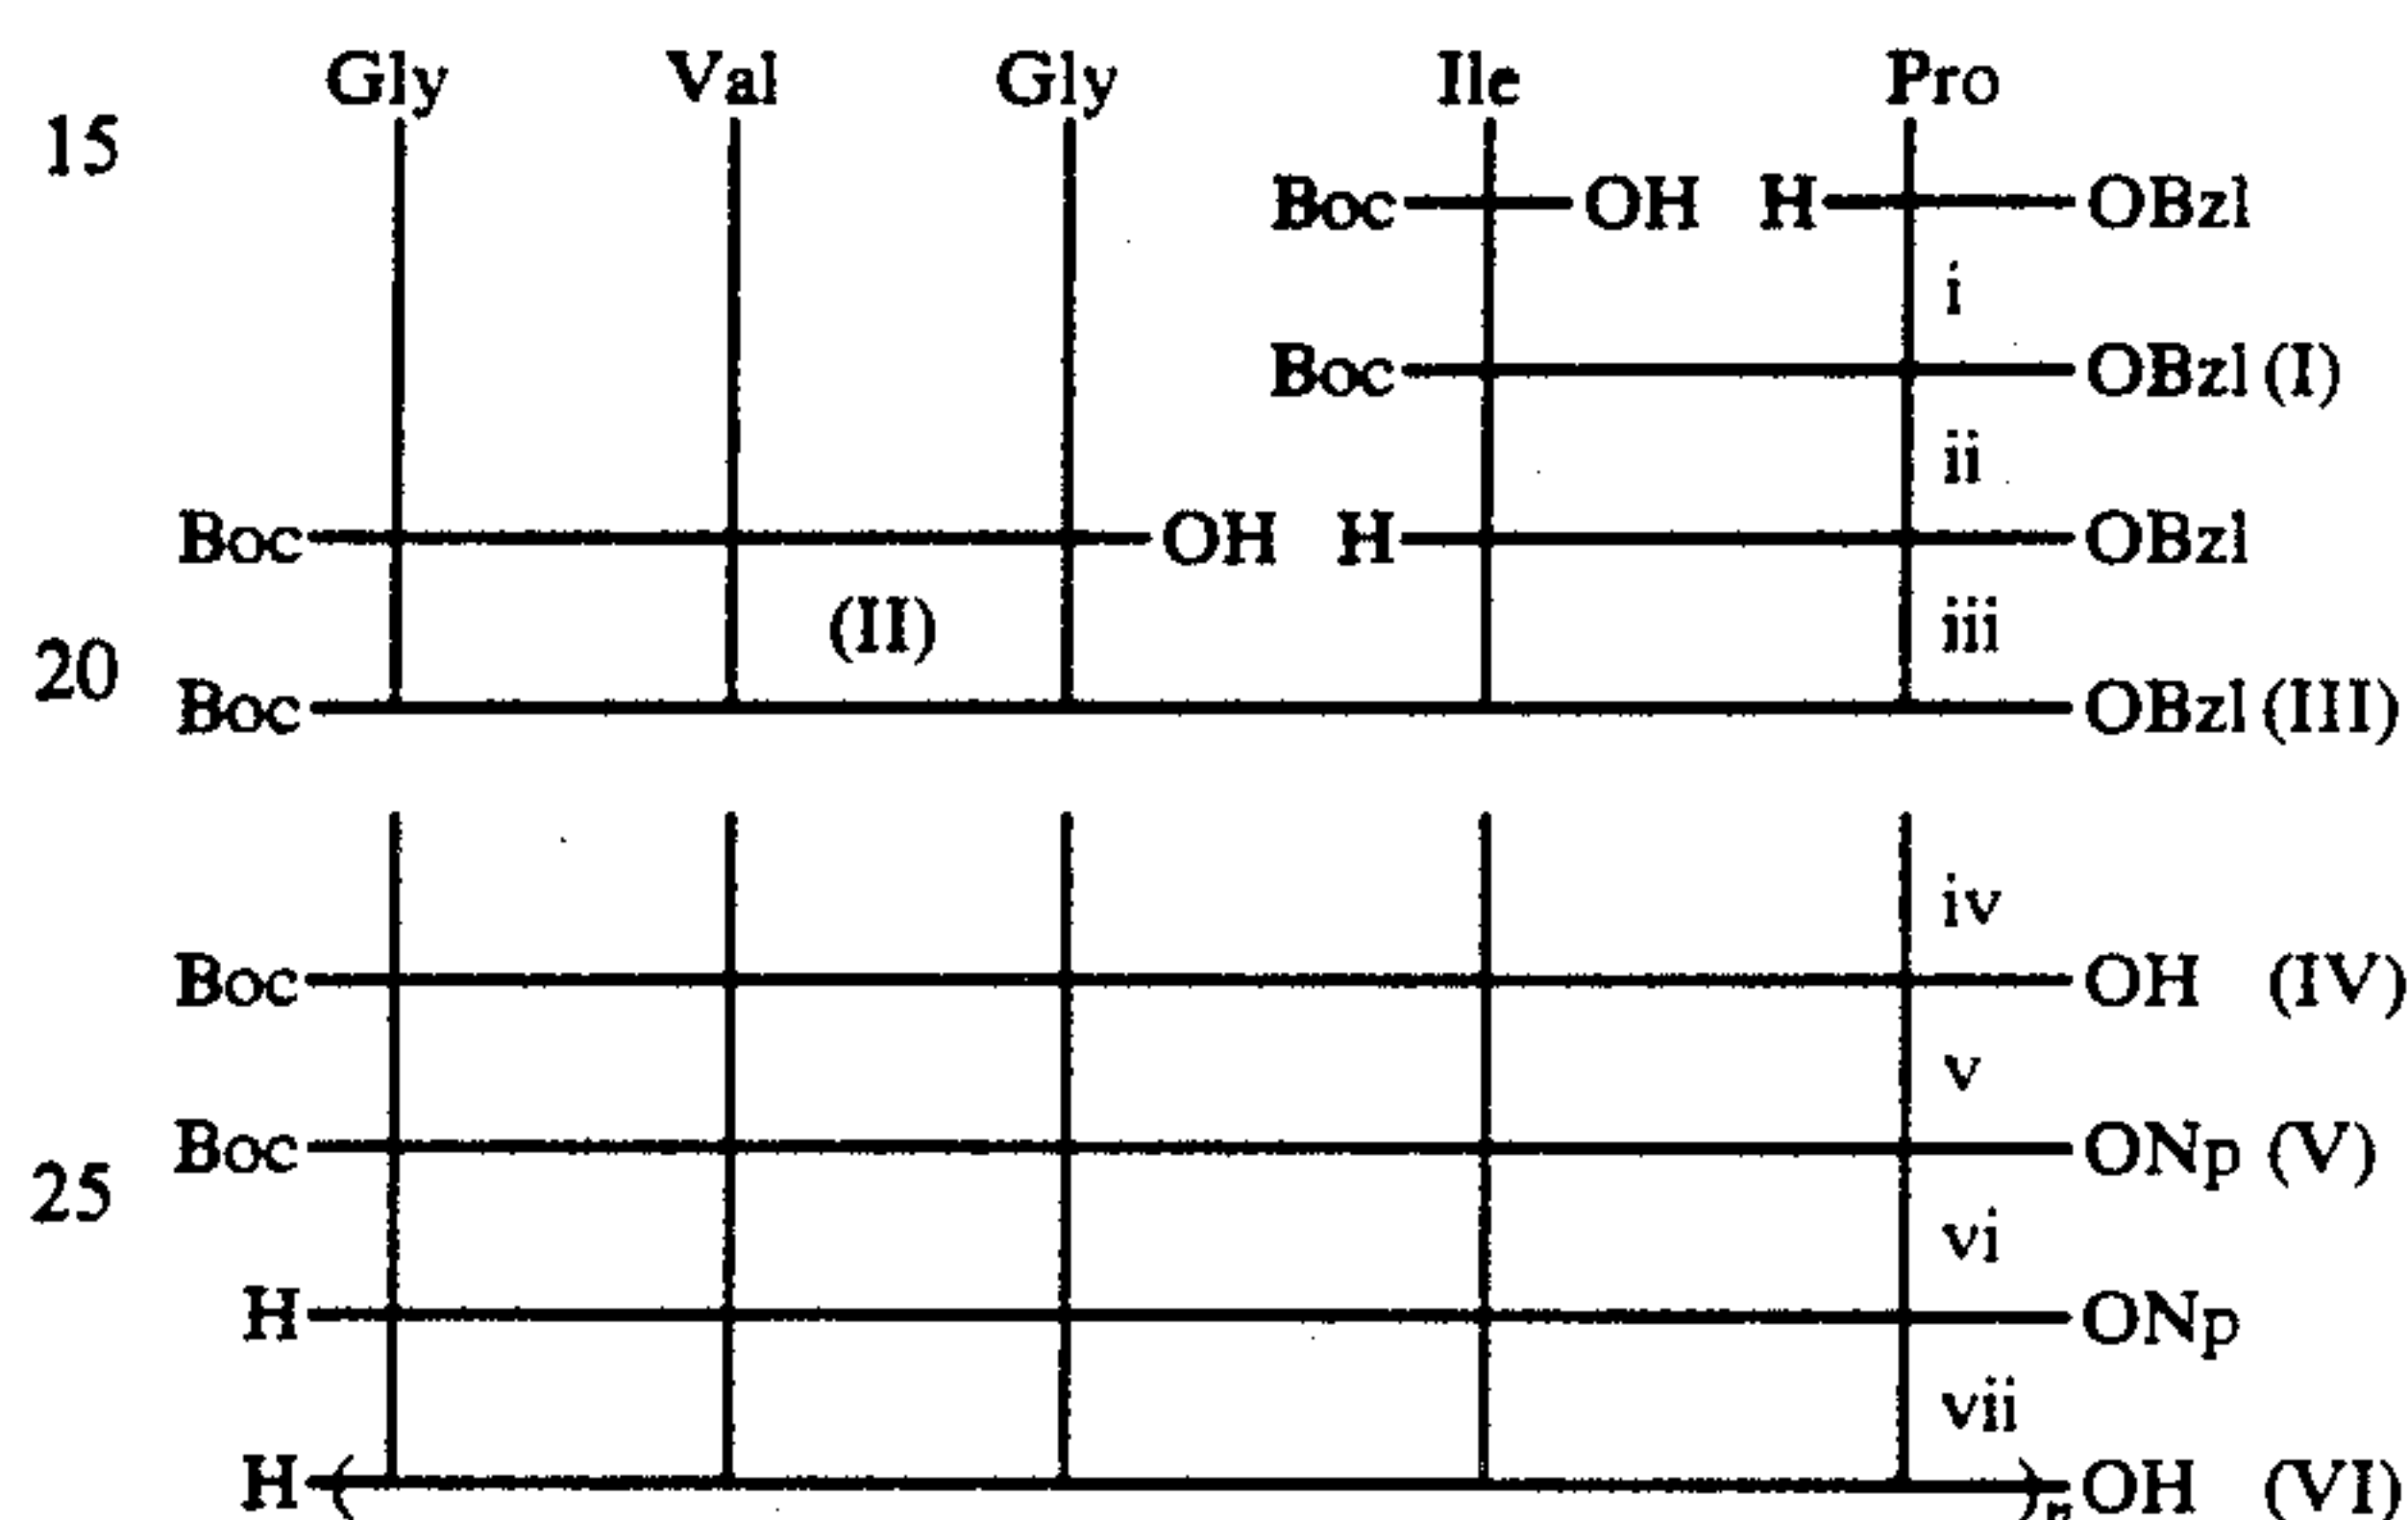 Gly Val Gly Ile Pro
15
Boc OH H OBzl
i
Boc OBzl (I)
ii
Boc OH H OBzl
(II) iii
20
Boc OBzl (III)
iv
Boc OH (IV)
v
Boc ONp (V)
25
vi
H ONp
vii
H ( )n OH (VI)